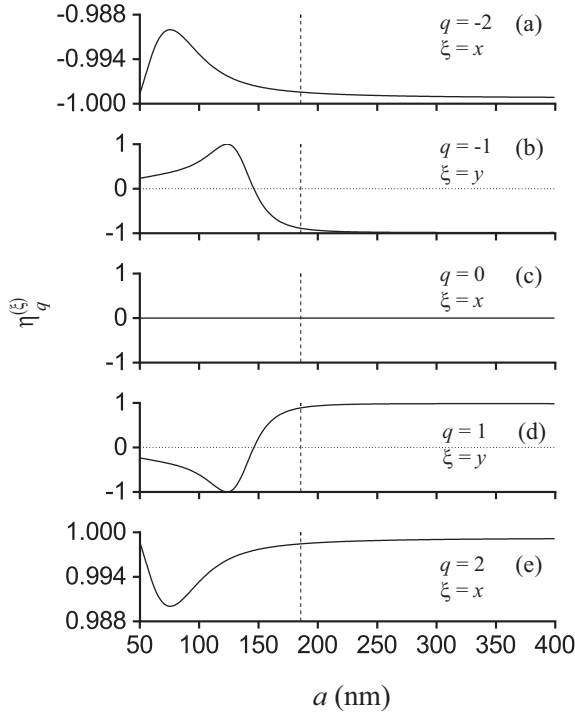 -0.988
-0.994
-1.000
q = -2 (a)
ξ = x
1
0
-1
q = -1 (b)
ξ = y
1
0
-1
q = 0 (c)
ξ = x
η_q^(ξ)
1
0
-1
q = 1 (d)
ξ = y
1.000
0.994
0.988
q = 2 (e)
ξ = x
50 100 150 200 250 300 350 400
a (nm)